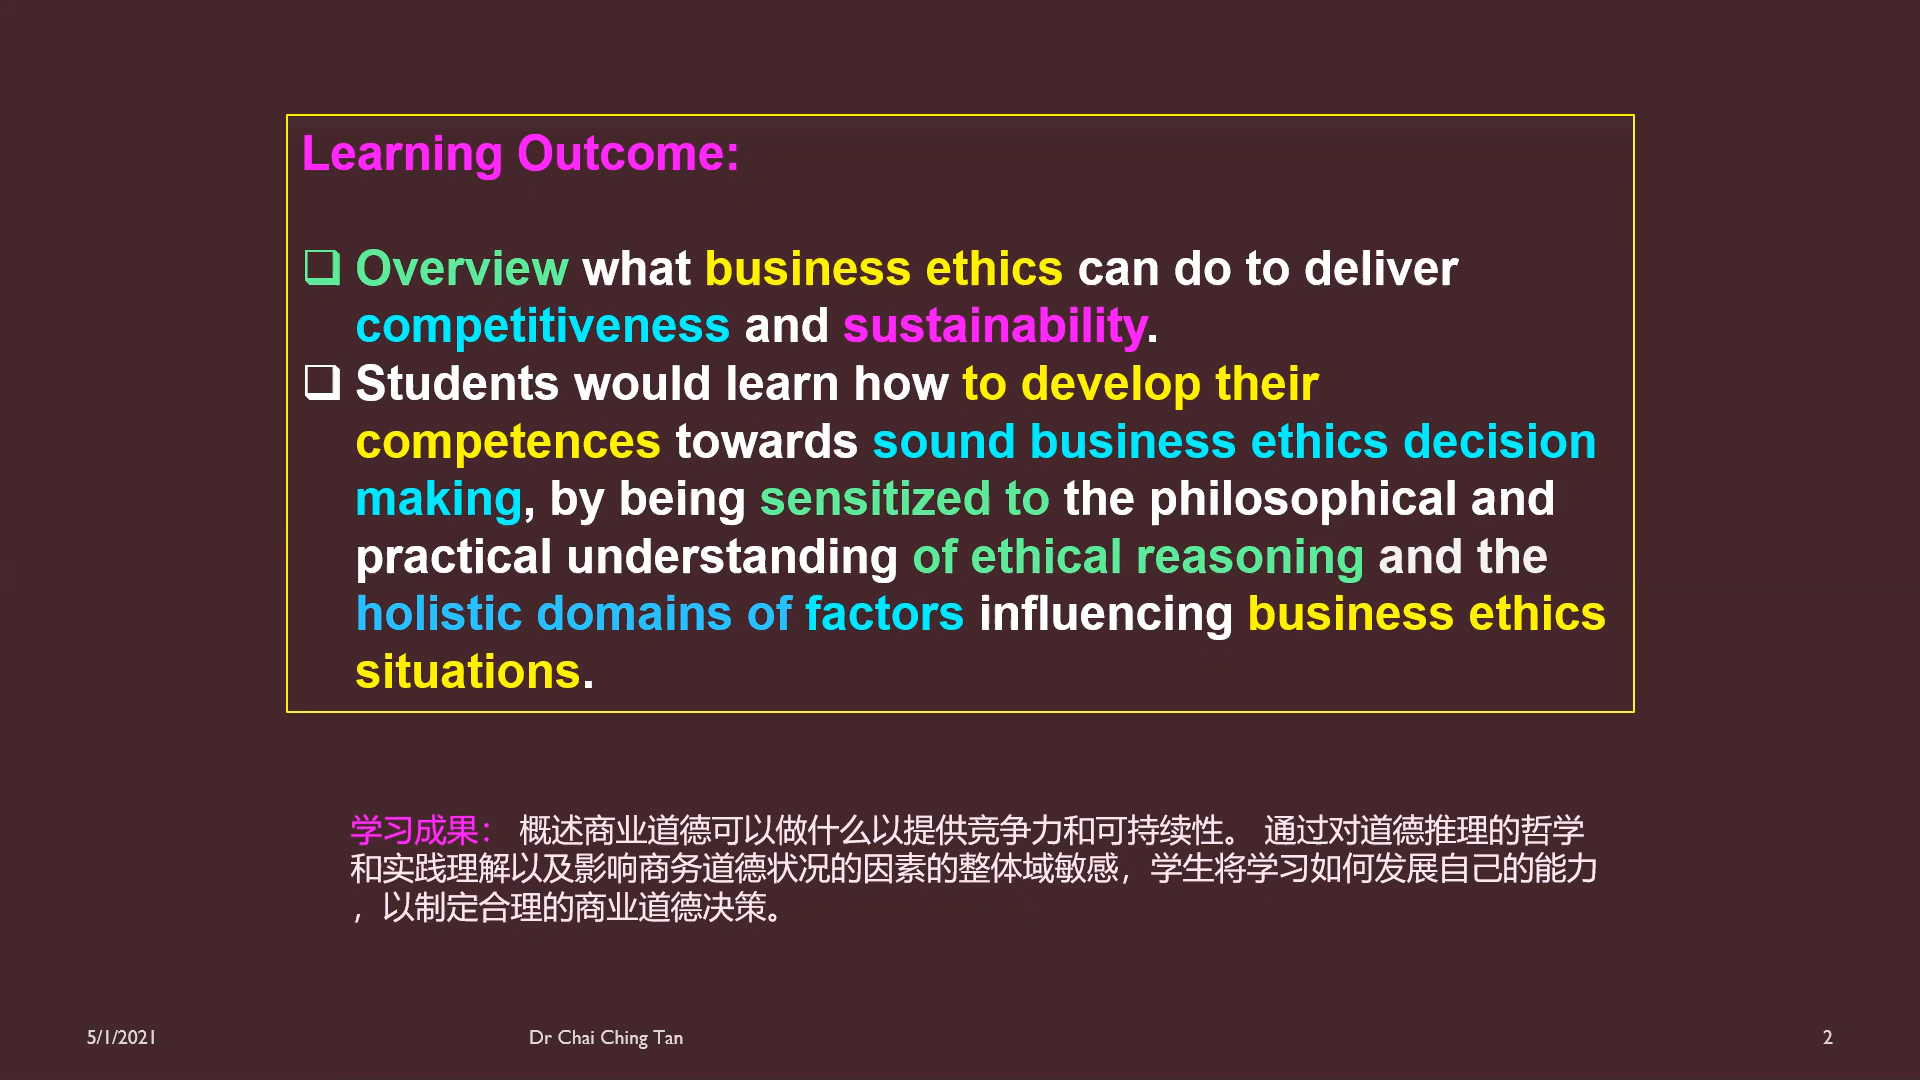 Learning Outcome:
❑ Overview what business ethics can do to deliver
competitiveness and sustainability.
❑ Students would learn how to develop their
competences towards sound business ethics decision
making, by being sensitized to the philosophical and
practical understanding of ethical reasoning and the
holistic domains of factors influencing business ethics
situations.
学习成果： 概述商业道德可以做什么以提供竞争力和可持续性。 通过对道德推理的哲学
和实践理解以及影响商务道德状况的因素的整体域敏感，学生将学习如何发展自己的能力
，以制定合理的商业道德决策。
5/1/2021
Dr Chai Ching Tan
2